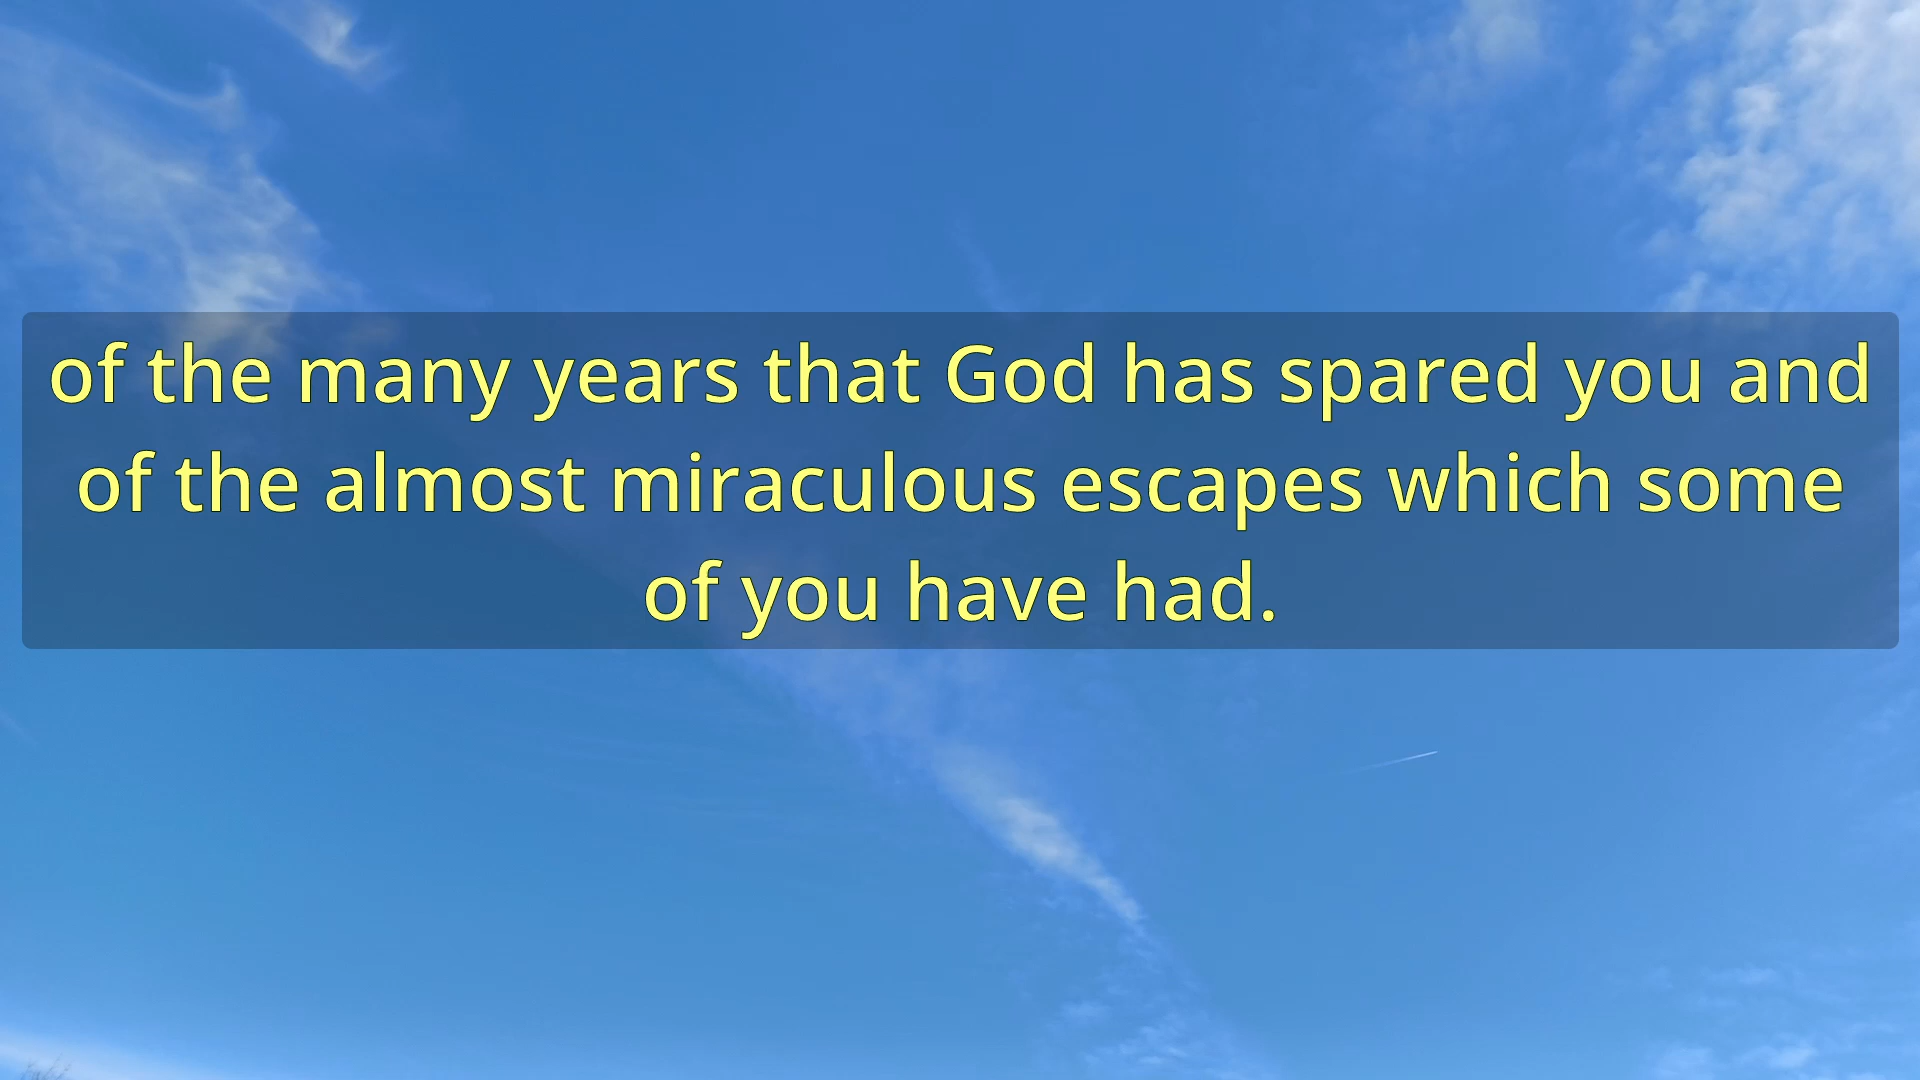 of the many years that God has spared you and
of the almost miraculous escapes which some
of you have had.